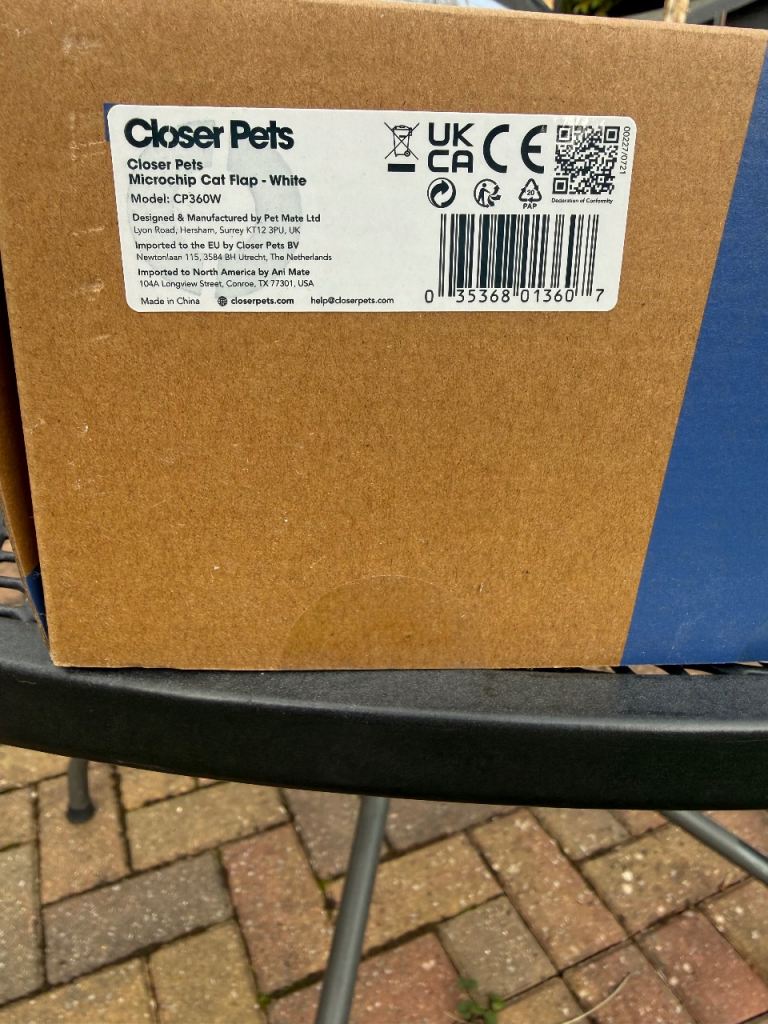 Closer Pets
Closer Pets
Microchip Cat Flap - White
Model: CP360W
Designed & Manufactured by Pet Mate Ltd
Lyon Road, Hersham, Surrey KT12 3PU, UK
Imported to the EU by Closer Pets BV
Newtonlaan 115, 3584 BH Utrecht, The Netherlands
Imported to North America by Ani Mate
104A Longview Street, Conroe, TX 77301, USA
Made in China closerpets.com help@closerpets.com
UK
CA
CE
20
PAP
Declaration of Conformity
00227/0721
0 35368 01360 7